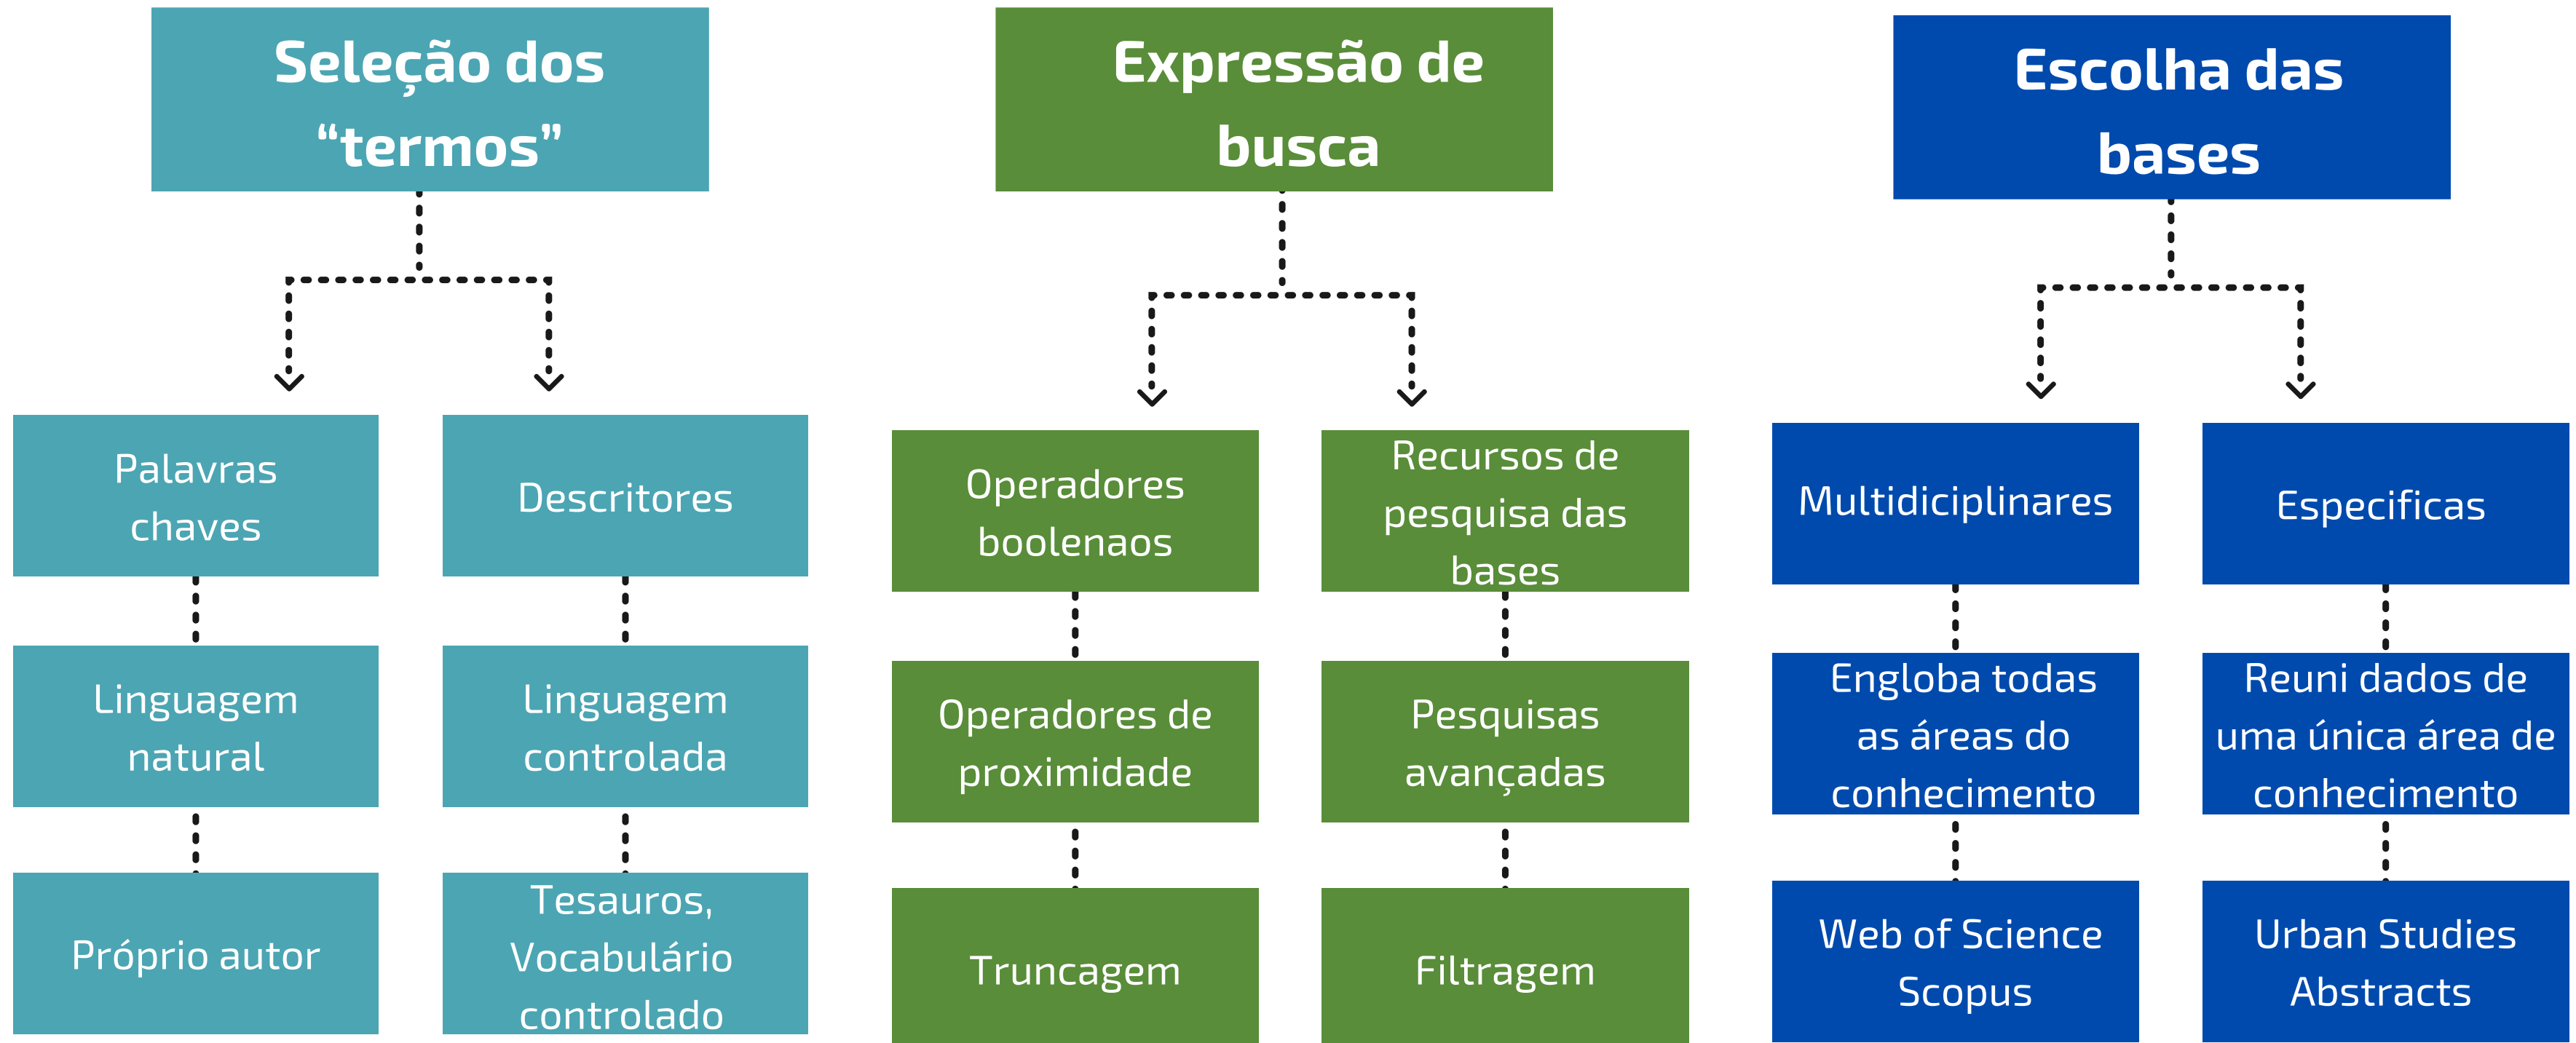 Seleção dos
“termos”
Palavras
chaves
Linguagem
natural
Próprio autor
Descritores
Linguagem
controlada
Tesauros,
Vocabulário
controlado
Expressão de
busca
Operadores
boolenaos
Operadores de
proximidade
Truncagem
Recursos de
pesquisa das
bases
Pesquisas
avançadas
Filtragem
Escolha das
bases
Multidiciplinares
Engloba todas
as áreas do
conhecimento
Web of Science
Scopus
Especificas
Reuni dados de
uma única área de
conhecimento
Urban Studies
Abstracts